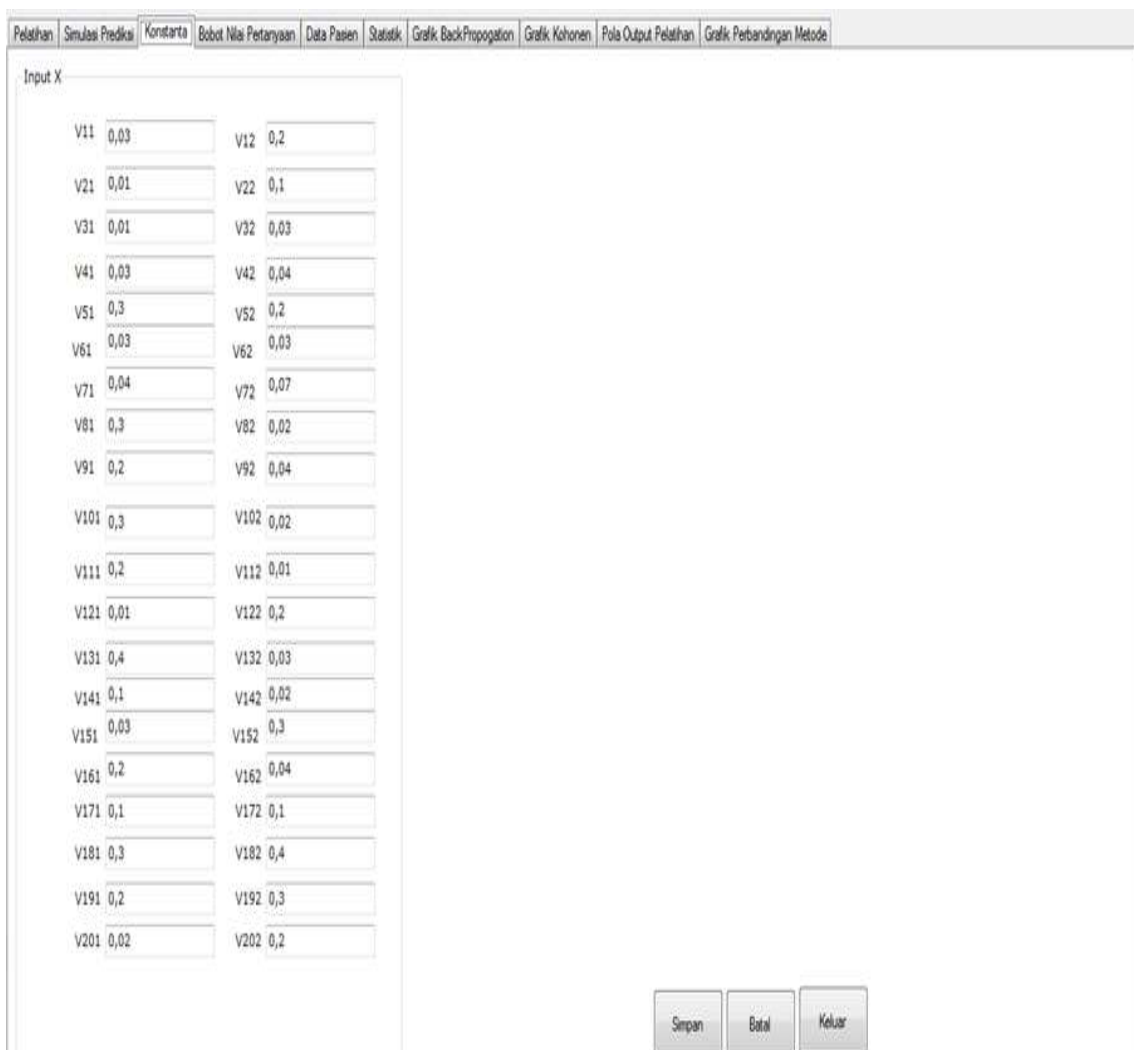 Pelatihan Simulasi Prediksi Konstanta Bobot Nilai Pertanyaan Data Pasien Statistik Grafik BackPropogation Grafik Kohonen Pola Output Pelatihan Grafik Perbandingan Metode
Input X
V11 0,03 V12 0,2
V21 0,01 V22 0,1
V31 0,01 V32 0,03
V41 0,03 V42 0,04
V51 0,3 V52 0,2
V61 0,03 V62 0,03
V71 0,04 V72 0,07
V81 0,3 V82 0,02
V91 0,2 V92 0,04
V101 0,3 V102 0,02
V111 0,2 V112 0,01
V121 0,01 V122 0,2
V131 0,4 V132 0,03
V141 0,1 V142 0,02
V151 0,03 V152 0,3
V161 0,2 V162 0,04
V171 0,1 V172 0,1
V181 0,3 V182 0,4
V191 0,2 V192 0,3
V201 0,02 V202 0,2
Simpan Batal Keluar